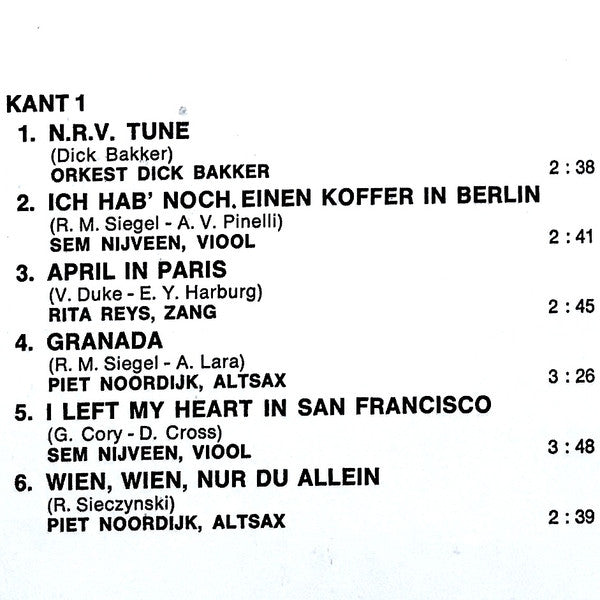 KANT 1
1. N.R.V. TUNE
(Dick Bakker)
ORKEST DICK BAKKER 2 : 38
2. ICH HAB' NOCH. EINEN KOFFER IN BERLIN
(R. M. Siegel - A. V. Pinelli)
SEM NIJVEEN, VIOOL 2 : 41
3. APRIL IN PARIS
(V. Duke - E. Y. Harburg)
RITA REYS, ZANG 2 : 45
4. GRANADA
(R. M. Siegel - A. Lara)
PIET NOORDIJK, ALTSAX 3 : 26
5. I LEFT MY HEART IN SAN FRANCISCO
(G. Cory - D. Cross)
SEM NIJVEEN, VIOOL 3 : 48
6. WIEN, WIEN, NUR DU ALLEIN
(R. Sieczynski)
PIET NOORDIJK, ALTSAX 2 : 39